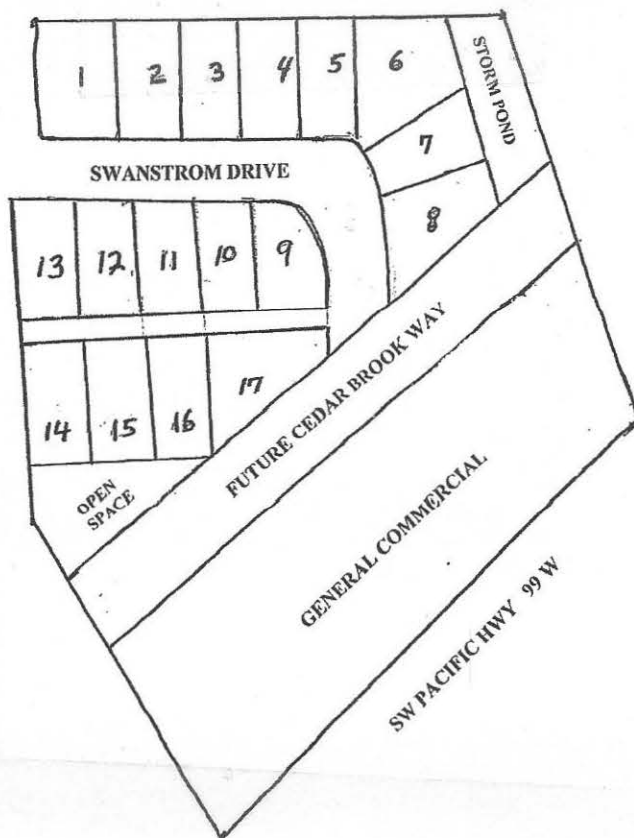 1 2 3 4 5 6
STORM POND
7
SWANSTROM DRIVE
8
13 12. 11 10 9
17
14 15 16
FUTURE CEDAR BROOK WAY
OPEN
SPACE
GENERAL COMMERCIAL
SW PACIFIC HWY 99 W